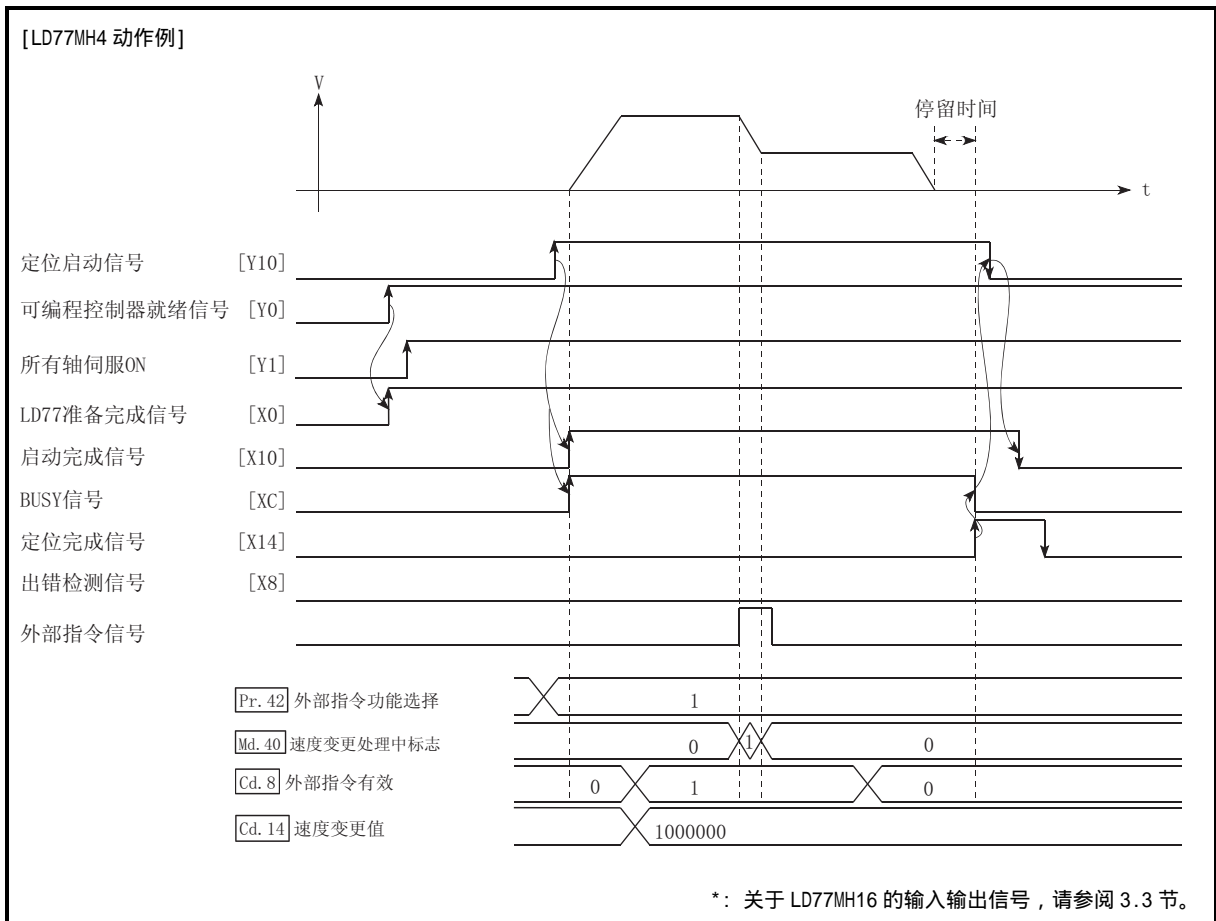 [LD77MH4 动作例]
V
停留时间
t
定位启动信号 [Y10]
可编程控制器就绪信号 [Y0]
所有轴伺服ON [Y1]
LD77准备完成信号 [X0]
启动完成信号 [X10]
BUSY信号 [XC]
定位完成信号 [X14]
出错检测信号 [X8]
外部指令信号
Pr. 42 外部指令功能选择 1
Md. 40 速度变更处理中标志 0 1 0
Cd. 8 外部指令有效 0 1 0
Cd. 14 速度变更值 1000000
*: 关于 LD77MH16 的输入输出信号，请参阅 3.3 节。